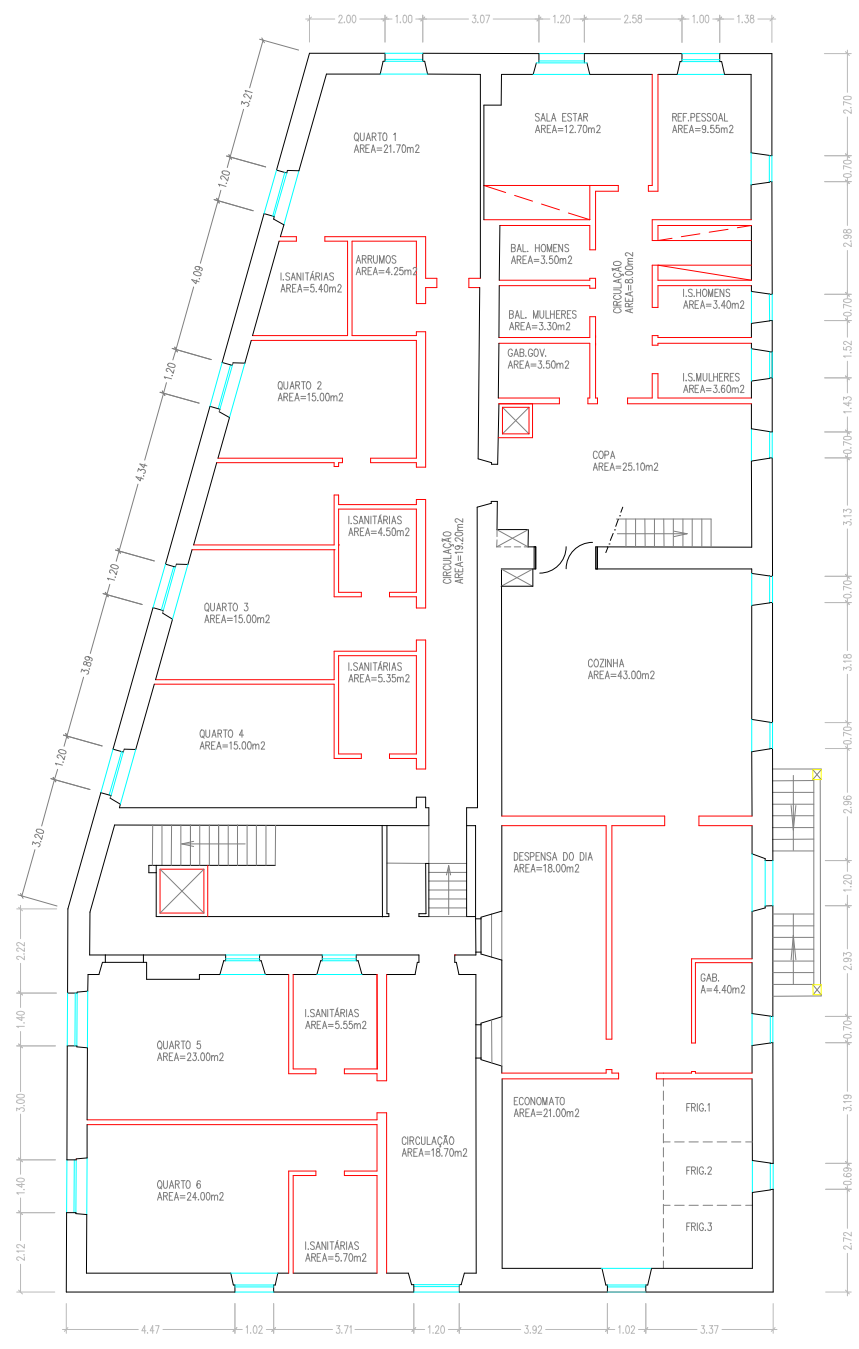 2.00
1.00
3.07
1.20
2.58
1.00
1.38
3.21
1.20
4.09
1.20
4.34
1.20
3.89
1.20
3.20
2.22
1.40
3.00
1.40
2.12
QUARTO 1
AREA=21.70m2
SALA ESTAR
AREA=12.70m2
REF.PESSOAL
AREA=9.55m2
I.SANITÁRIAS
AREA=5.40m2
ARRUMOS
AREA=4.25m2
BAL. HOMENS
AREA=3.50m2
CIRCULAÇÃO
AREA=8.00m2
I.S.HOMENS
AREA=3.40m2
BAL. MULHERES
AREA=3.30m2
GAB.GOV.
AREA=3.50m2
I.S.MULHERES
AREA=3.60m2
QUARTO 2
AREA=15.00m2
COPA
AREA=25.10m2
I.SANITÁRIAS
AREA=4.50m2
CIRCULAÇÃO
AREA=19.20m2
QUARTO 3
AREA=15.00m2
I.SANITÁRIAS
AREA=5.35m2
COZINHA
AREA=43.00m2
QUARTO 4
AREA=15.00m2
DESPENSA DO DIA
AREA=18.00m2
GAB.
A=4.40m2
I.SANITÁRIAS
AREA=5.55m2
QUARTO 5
AREA=23.00m2
ECONOMATO
AREA=21.00m2
FRIG.1
CIRCULAÇÃO
AREA=18.70m2
FRIG.2
QUARTO 6
AREA=24.00m2
FRIG.3
I.SANITÁRIAS
AREA=5.70m2
2.70
0.70
2.98
0.70
1.52
1.43
0.70
3.13
0.70
3.18
0.70
2.96
1.20
2.93
0.70
3.19
0.69
2.72
4.47
1.02
3.71
1.20
3.92
1.02
3.37